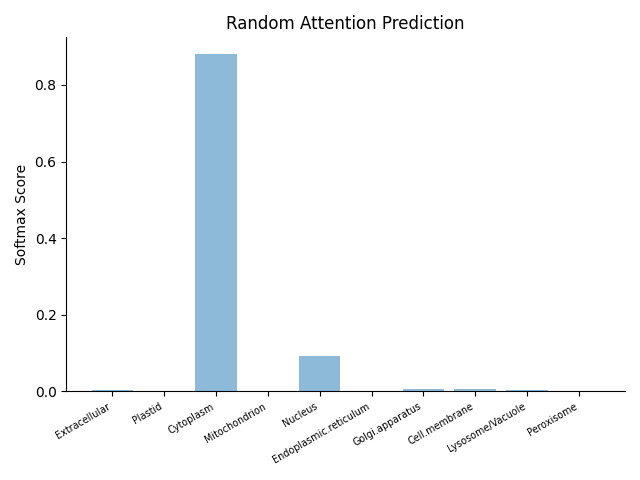 Random Attention Prediction
Softmax Score
0.8
0.6
0.4
0.2
0.0
Extracellular
Plastid
Cytoplasm
Mitochondrion
Nucleus
Endoplasmic.reticulum
Golgi.apparatus
Cell.membrane
Lysosome/Vacuole
Peroxisome